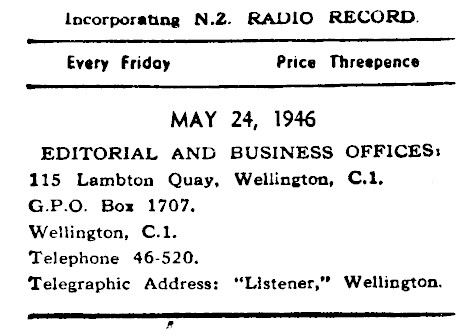 Incorporating N.Z. RADIO RECORD.
Every Friday Price Threepence
MAY 24, 1946
EDITORIAL AND BUSINESS OFFICES:
115 Lambton Quay, Wellington, C.1.
G.P.O. Box 1707.
Wellington, C.1.
Telephone 46-520.
Telegraphic Address: "Listener," Wellington.